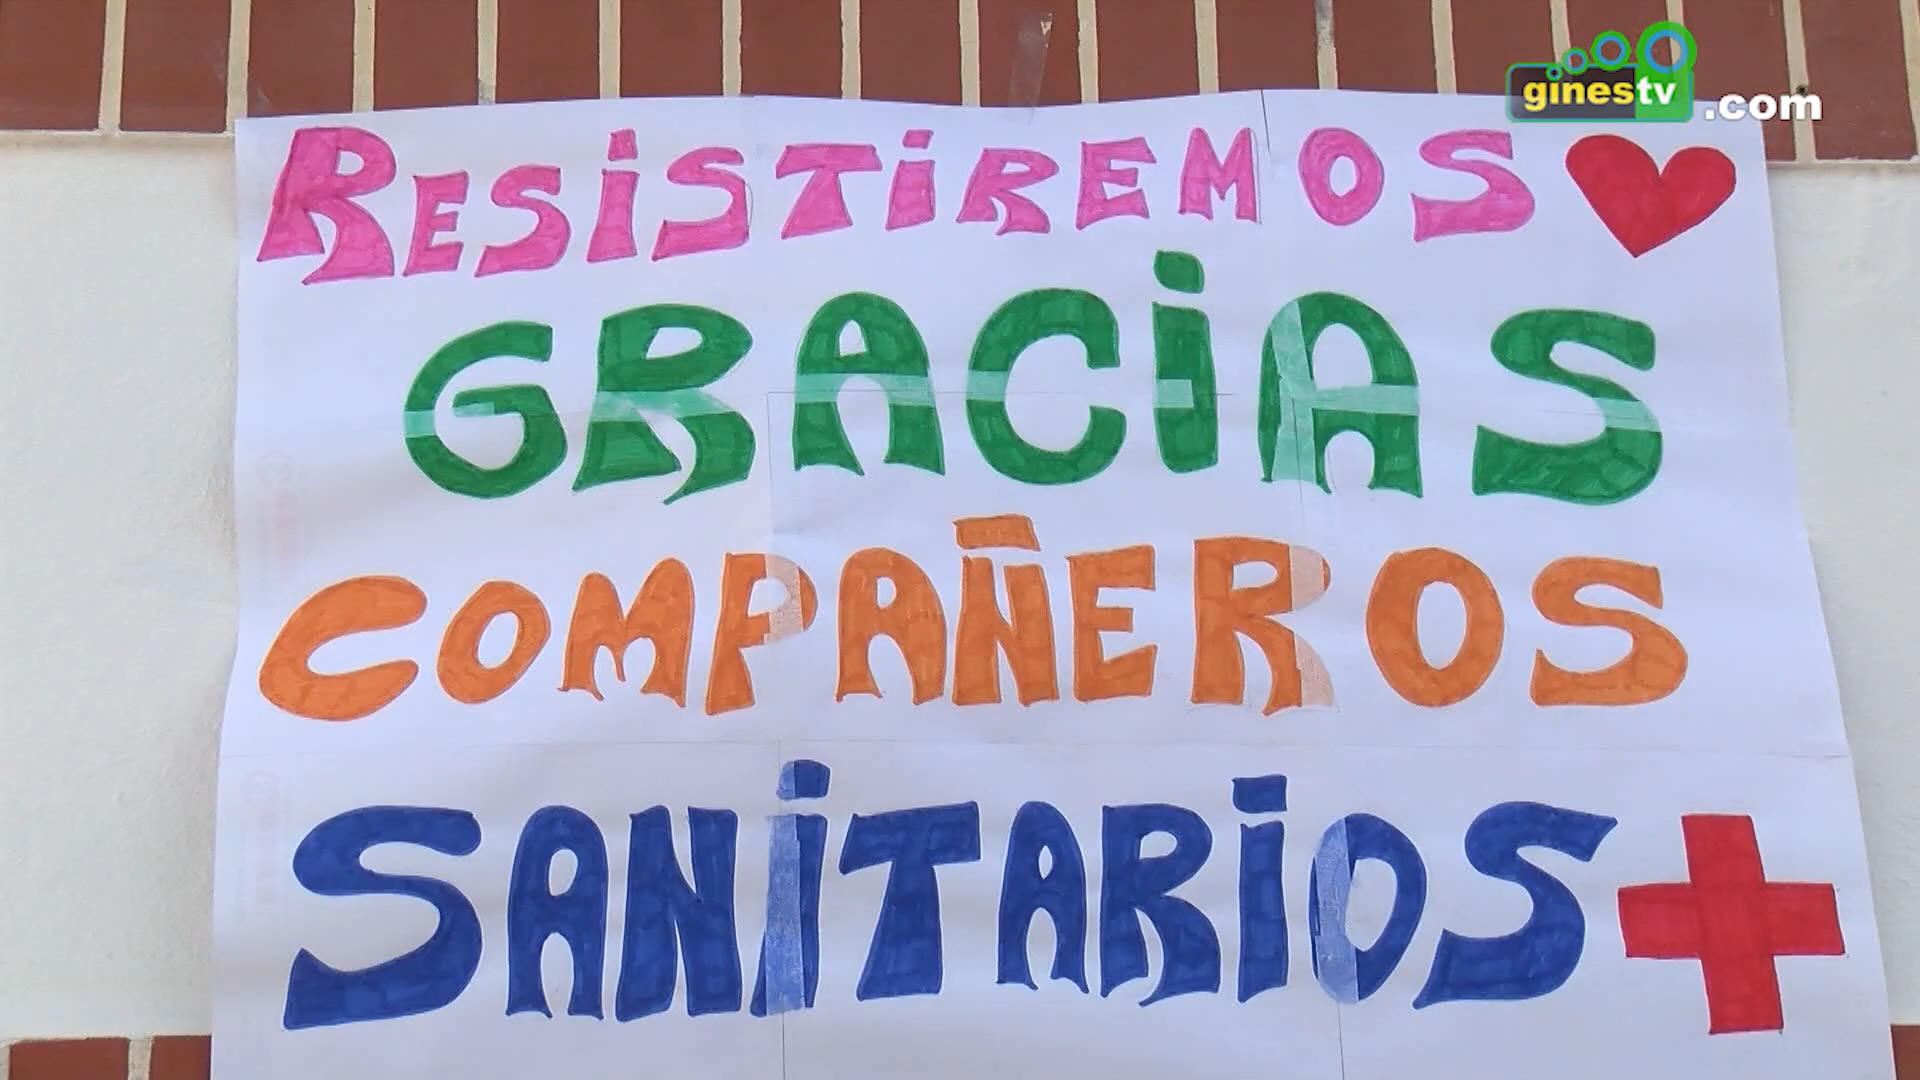 ginestv.com
RESiSTiREMOS
GRACiAS
COMPAÑEROS
SANiTARiOS